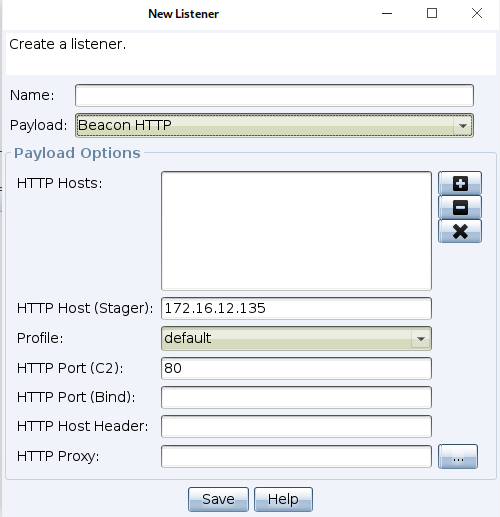 New Listener
Create a listener.
Name:
Payload: Beacon HTTP
Payload Options
HTTP Hosts:
HTTP Host (Stager): 172.16.12.135
Profile: default
HTTP Port (C2): 80
HTTP Port (Bind):
HTTP Host Header:
HTTP Proxy: ...
Save Help